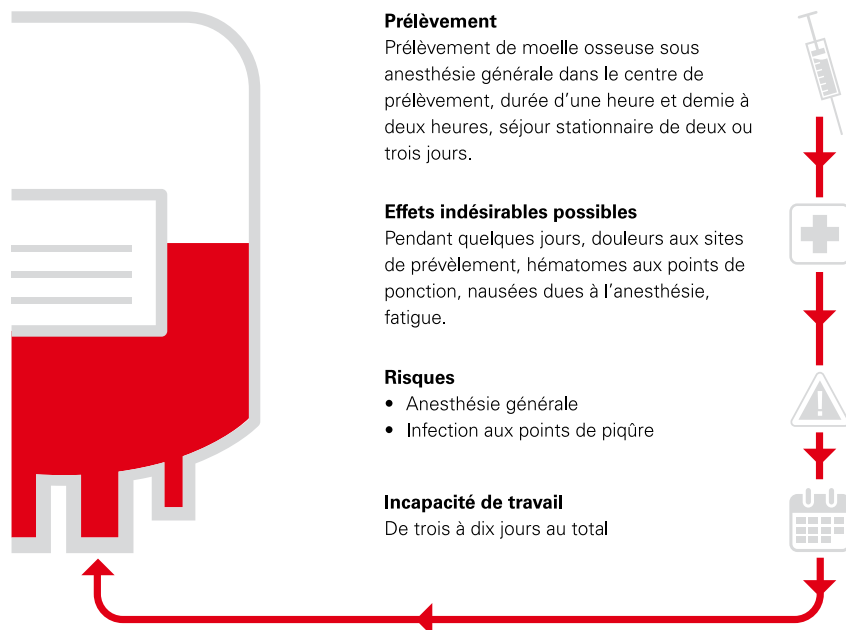 Prélèvement
Prélèvement de moelle osseuse sous
anesthésie générale dans le centre de
prélèvement, durée d’une heure et demie à
deux heures, séjour stationnaire de deux ou
trois jours.
Effets indésirables possibles
Pendant quelques jours, douleurs aux sites
de prévèlement, hématomes aux points de
ponction, nausées dues à l’anesthésie,
fatigue.
Risques
• Anesthésie générale
• Infection aux points de piqûre
Incapacité de travail
De trois à dix jours au total